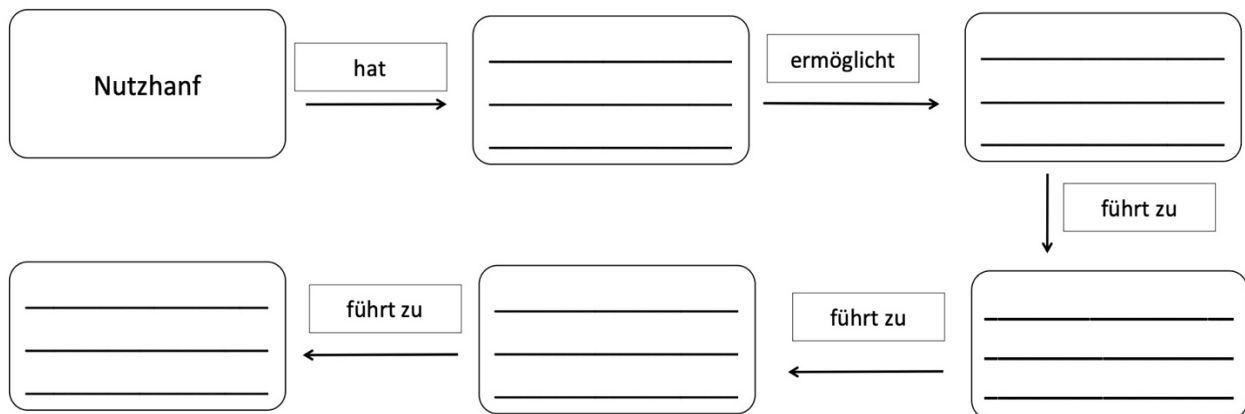 Nutzhanf
hat
ermöglicht
führt zu
führt zu
führt zu